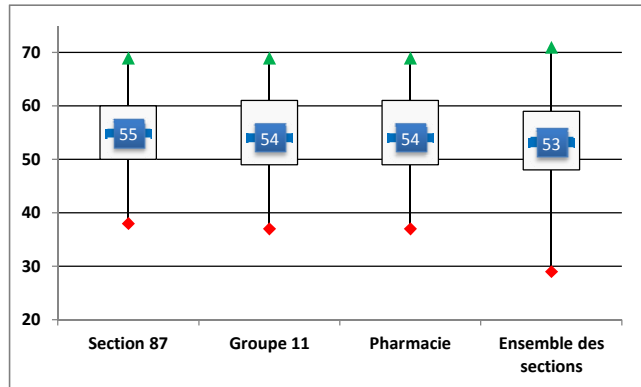 70
60
50
40
30
20
55
54
54
53
Section 87
Groupe 11
Pharmacie
Ensemble des
sections